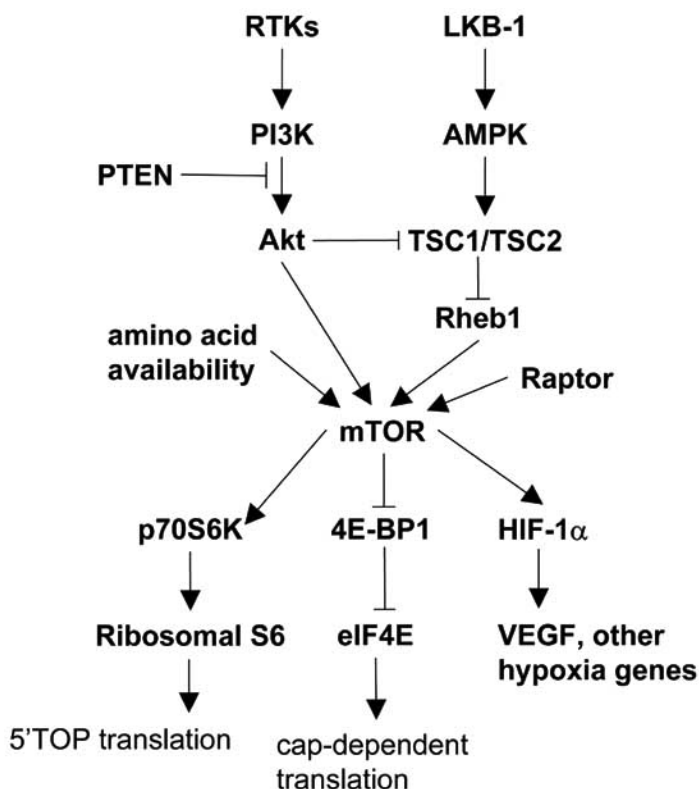 RTKs
LKB-1
PI3K
AMPK
PTEN
Akt
TSC1/TSC2
Rheb1
amino acid
availability
Raptor
mTOR
p70S6K
4E-BP1
HIF-1α
Ribosomal S6
eIF4E
VEGF, other
hypoxia genes
5'TOP translation
cap-dependent
translation